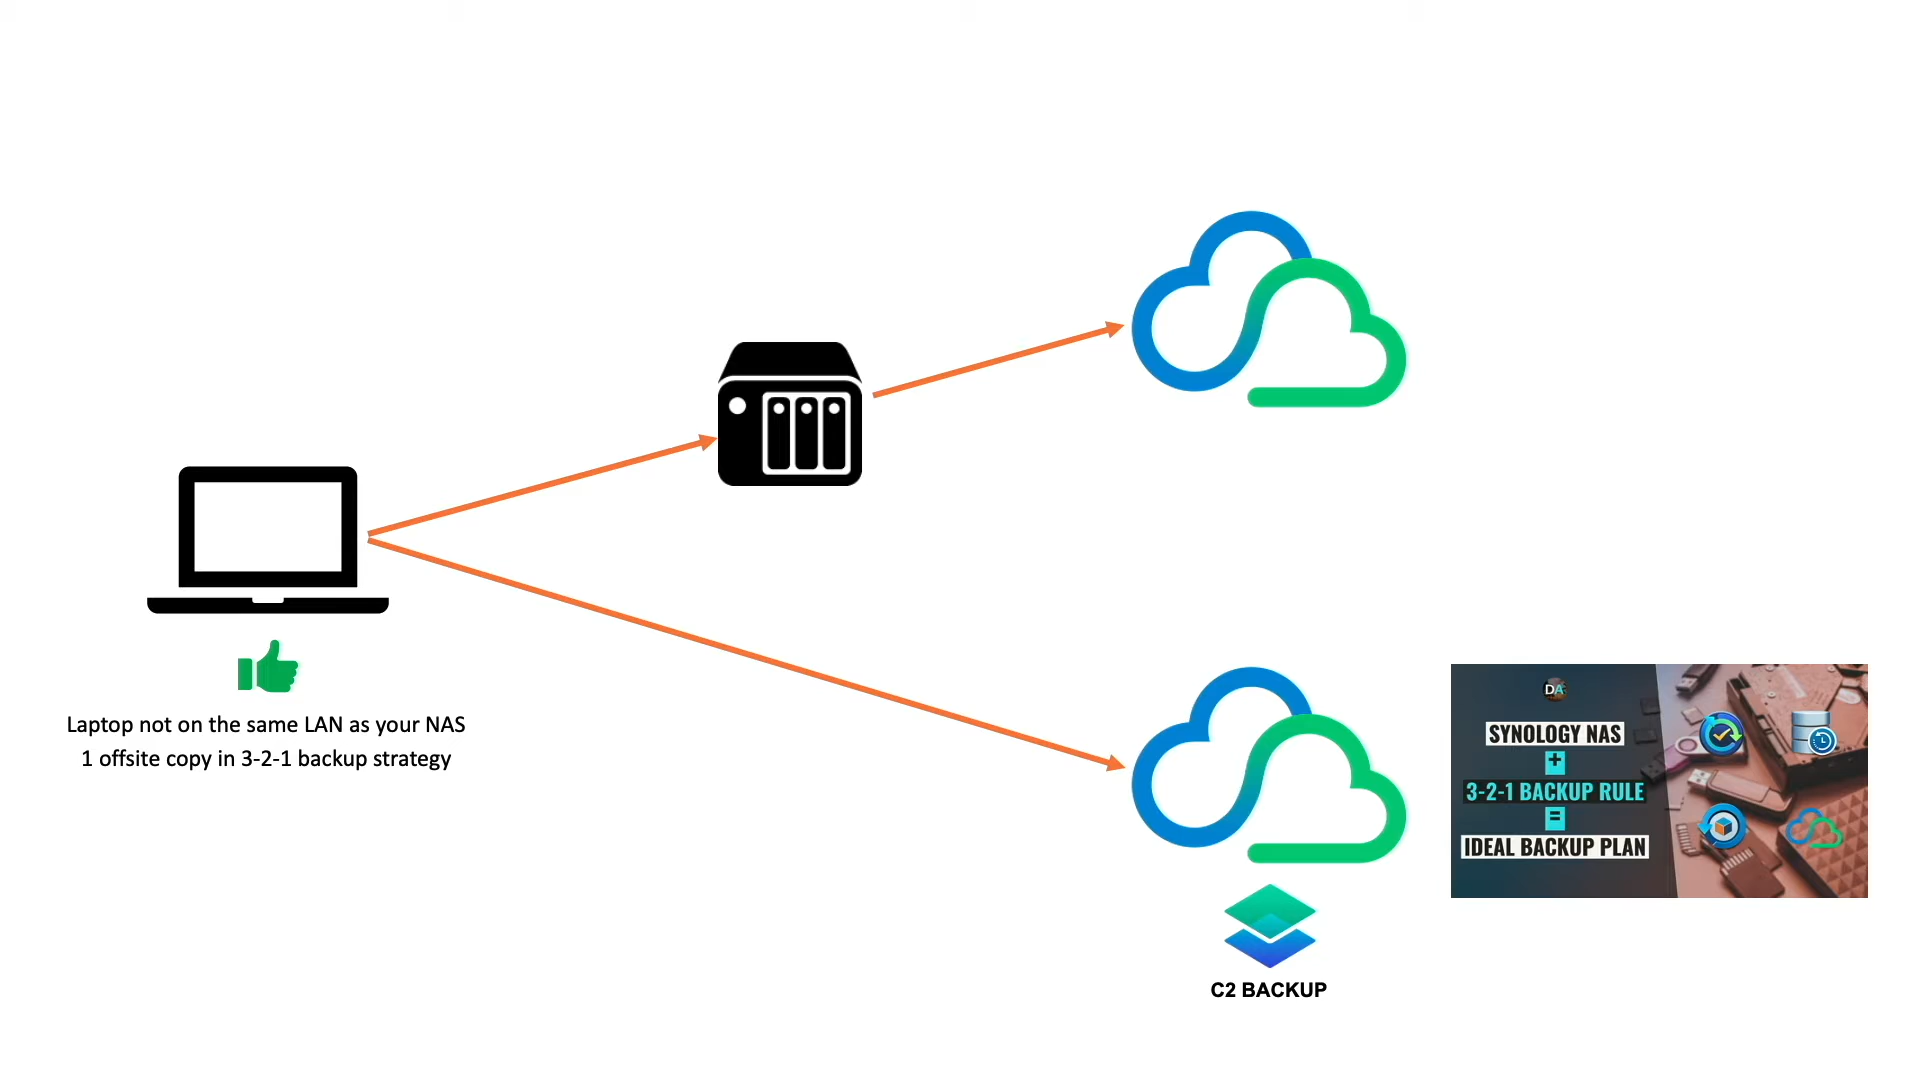 Laptop not on the same LAN as your NAS
1 offsite copy in 3-2-1 backup strategy
DA
SYNOLOGY NAS
+
3-2-1 BACKUP RULE
=
IDEAL BACKUP PLAN
C2 BACKUP